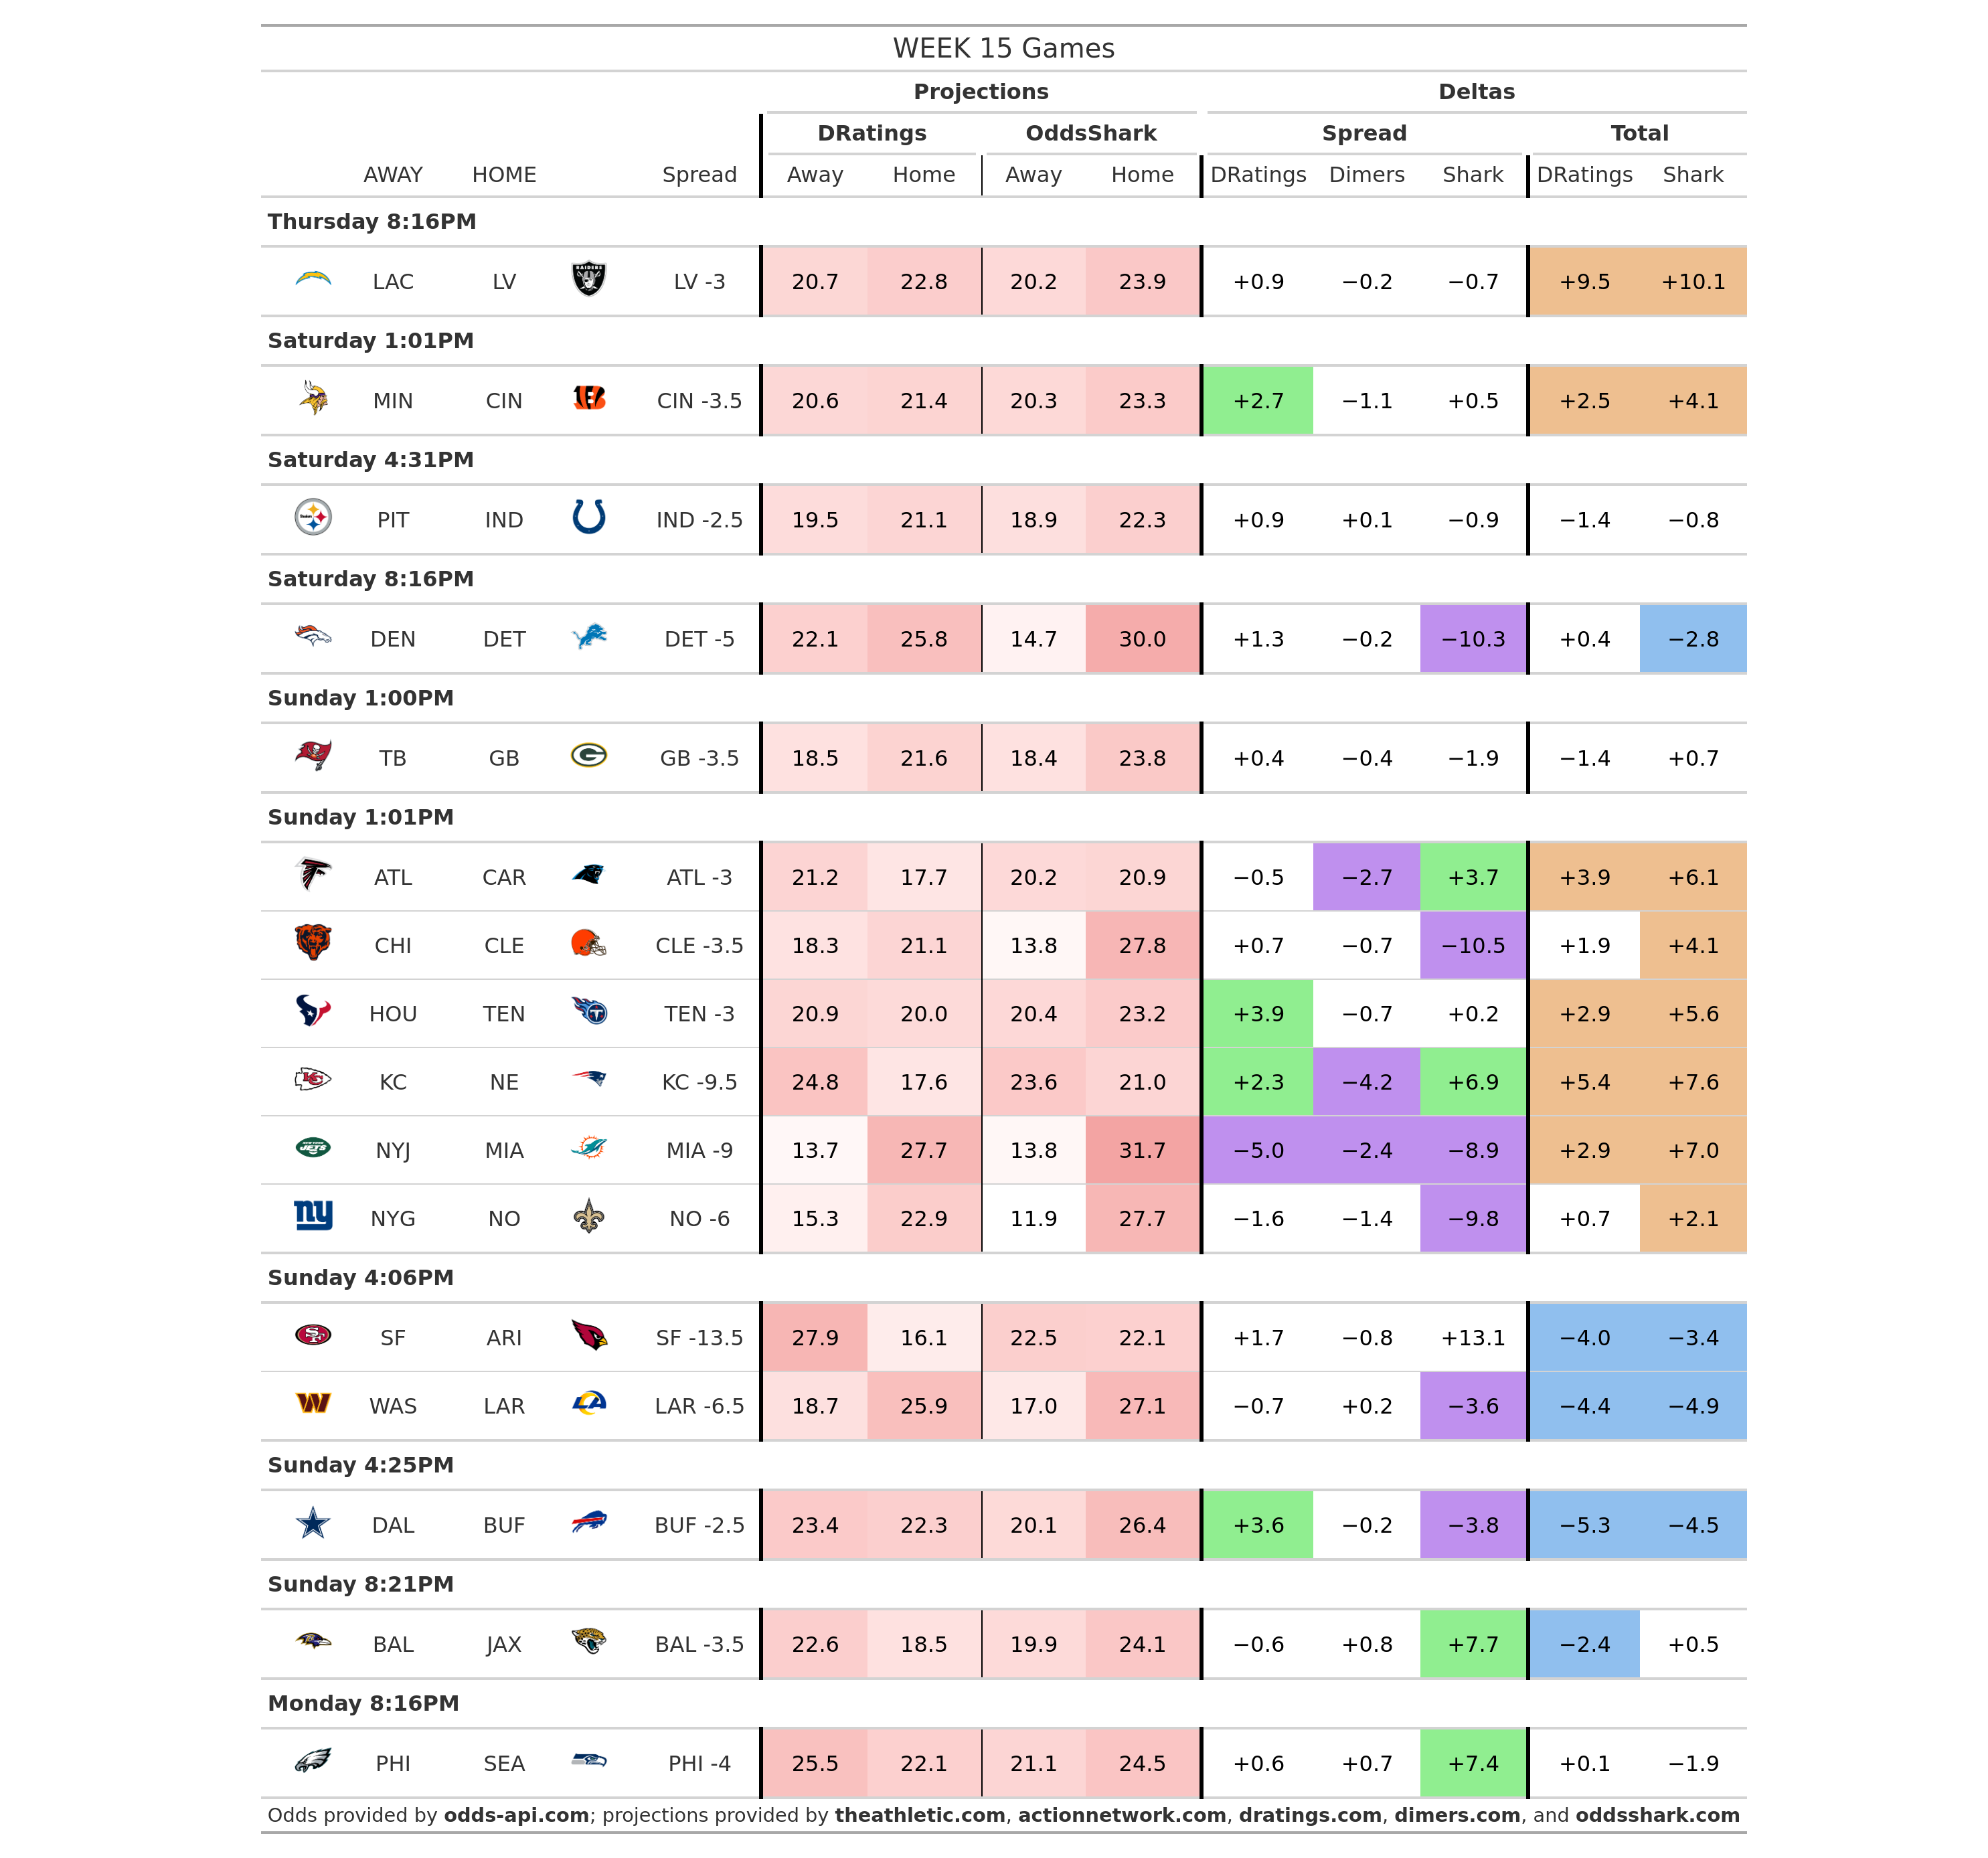 WEEK 15 Games
Projections Deltas
DRatings OddsShark Spread Total
AWAY HOME Spread Away Home Away Home DRatings Dimers Shark DRatings Shark
Thursday 8:16PM
LAC LV RAIDERS LV -3 20.7 22.8 20.2 23.9 +0.9 −0.2 −0.7 +9.5 +10.1
Saturday 1:01PM
MIN CIN CIN -3.5 20.6 21.4 20.3 23.3 +2.7 −1.1 +0.5 +2.5 +4.1
Saturday 4:31PM
PIT IND IND -2.5 19.5 21.1 18.9 22.3 +0.9 +0.1 −0.9 −1.4 −0.8
Saturday 8:16PM
DEN DET DET -5 22.1 25.8 14.7 30.0 +1.3 −0.2 −10.3 +0.4 −2.8
Sunday 1:00PM
TB GB GB -3.5 18.5 21.6 18.4 23.8 +0.4 −0.4 −1.9 −1.4 +0.7
Sunday 1:01PM
ATL CAR ATL -3 21.2 17.7 20.2 20.9 −0.5 −2.7 +3.7 +3.9 +6.1
CHI CLE CLE -3.5 18.3 21.1 13.8 27.8 +0.7 −0.7 −10.5 +1.9 +4.1
HOU TEN TEN -3 20.9 20.0 20.4 23.2 +3.9 −0.7 +0.2 +2.9 +5.6
KC NE KC -9.5 24.8 17.6 23.6 21.0 +2.3 −4.2 +6.9 +5.4 +7.6
NYJ MIA MIA -9 13.7 27.7 13.8 31.7 −5.0 −2.4 −8.9 +2.9 +7.0
ny NYG NO NO -6 15.3 22.9 11.9 27.7 −1.6 −1.4 −9.8 +0.7 +2.1
Sunday 4:06PM
SF ARI SF -13.5 27.9 16.1 22.5 22.1 +1.7 −0.8 +13.1 −4.0 −3.4
WAS LAR LAR -6.5 18.7 25.9 17.0 27.1 −0.7 +0.2 −3.6 −4.4 −4.9
Sunday 4:25PM
DAL BUF BUF -2.5 23.4 22.3 20.1 26.4 +3.6 −0.2 −3.8 −5.3 −4.5
Sunday 8:21PM
BAL JAX BAL -3.5 22.6 18.5 19.9 24.1 −0.6 +0.8 +7.7 −2.4 +0.5
Monday 8:16PM
PHI SEA PHI -4 25.5 22.1 21.1 24.5 +0.6 +0.7 +7.4 +0.1 −1.9
Odds provided by odds-api.com; projections provided by theathletic.com, actionnetwork.com, dratings.com, dimers.com, and oddsshark.com